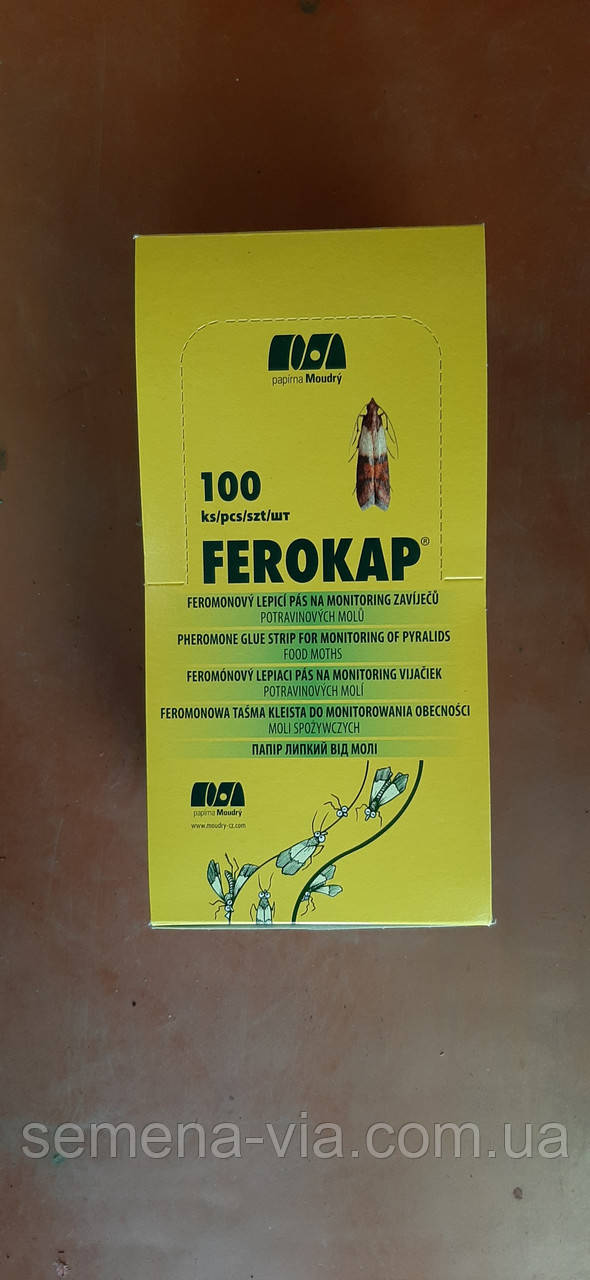 papírna Moudrý
100
ks/pcs/szt/шт
FEROKAP®
FEROMONOVÝ LEPICÍ PÁS NA MONITORING ZAVÍJEČŮ
POTRAVINOVÝCH MOLŮ
PHEROMONE GLUE STRIP FOR MONITORING OF PYRALIDS
FOOD MOTHS
FEROMÓNOVÝ LEPIACI PÁS NA MONITORING VIJAČIEK
POTRAVINOVÝCH MOLÍ
FEROMONOWA TAŚMA KLEISTA DO MONITOROWANIA OBECNOŚCI
MOLI SPOŻYWCZYCH
ПАПІР ЛИПКИЙ ВІД МОЛІ
papírna Moudrý
www.moudry-cz.com
semena-via.com.ua